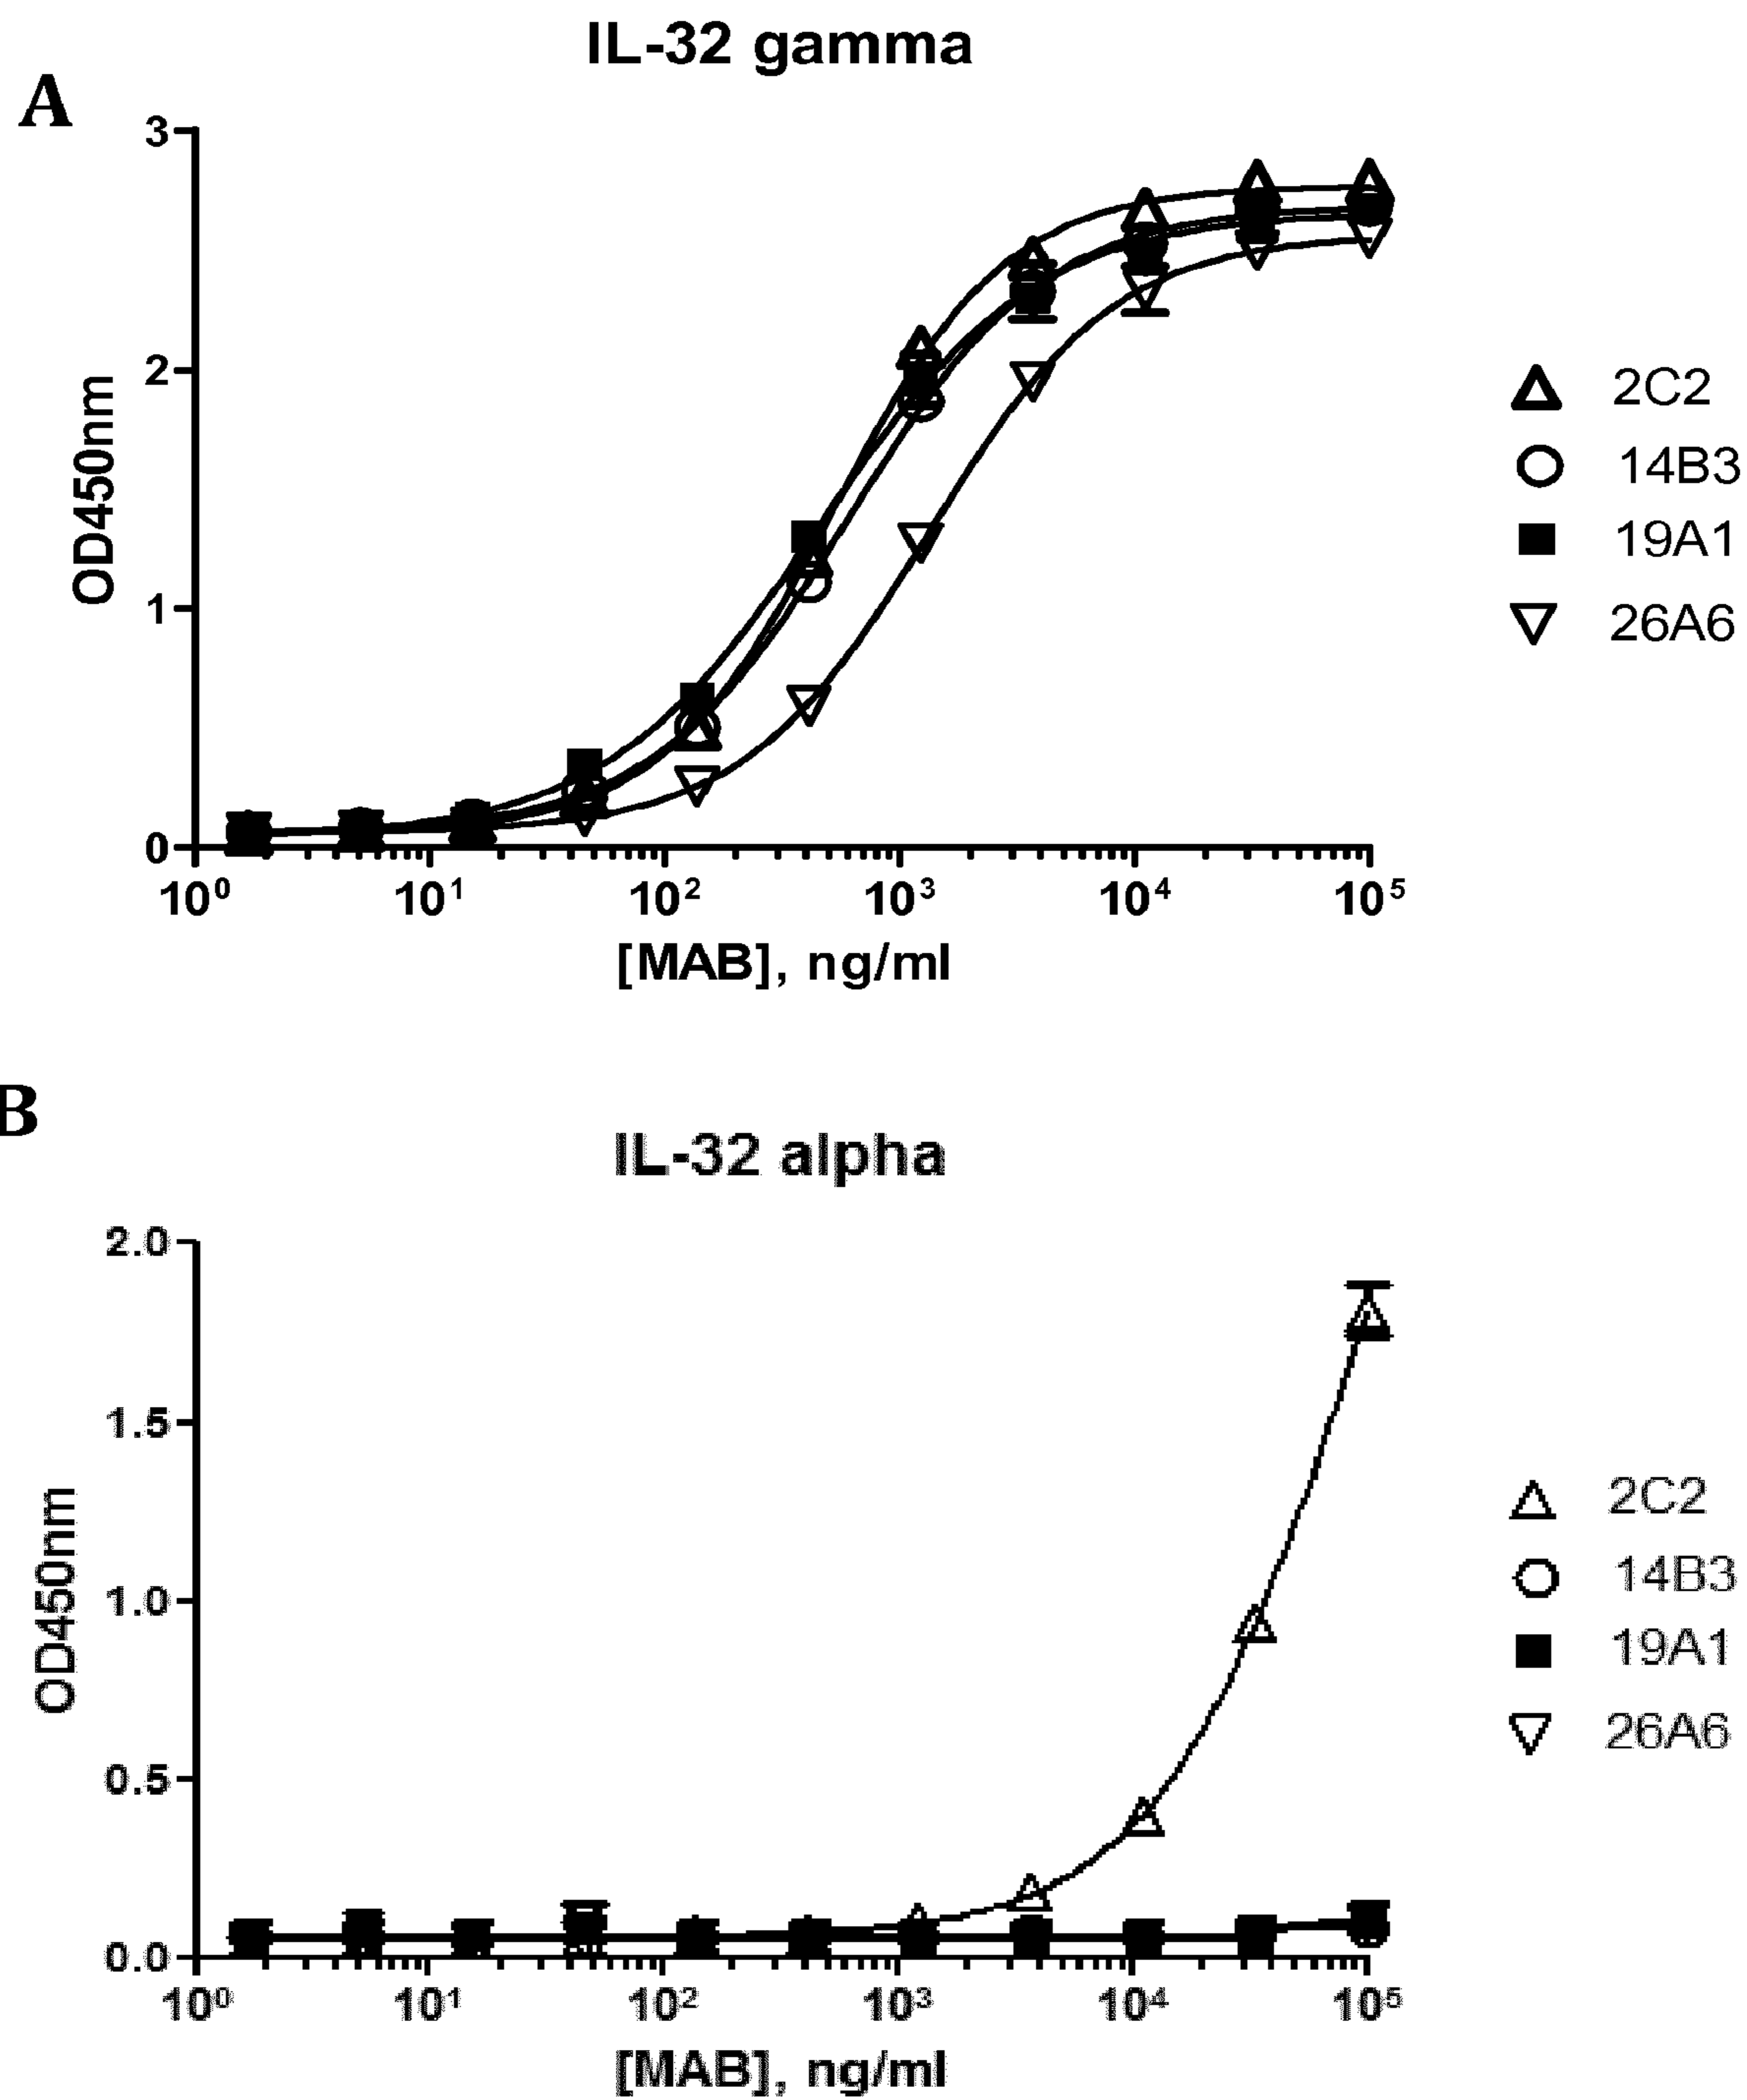 IL-32 gamma
A
3
2
1
0
OD450nm
10⁰ 10¹ 10² 10³ 10⁴ 10⁵
[MAB], ng/ml
2C2
14B3
19A1
26A6
B
IL-32 alpha
2.0
1.5
1.0
0.5
0.0
OD450nm
10⁰ 10¹ 10² 10³ 10⁴ 10⁵
[MAB], ng/ml
2C2
14B3
19A1
26A6